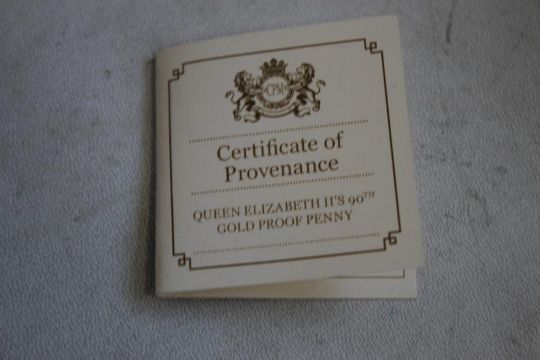 CPM
Certificate of
Provenance
QUEEN ELIZABETH II'S 90TH
GOLD PROOF PENNY